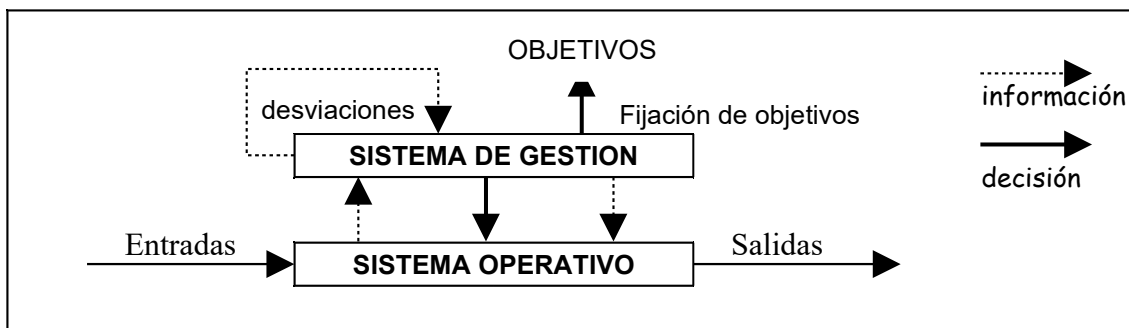 OBJETIVOS
desviaciones
Fijación de objetivos
información
SISTEMA DE GESTION
decisión
Entradas
Salidas
SISTEMA OPERATIVO